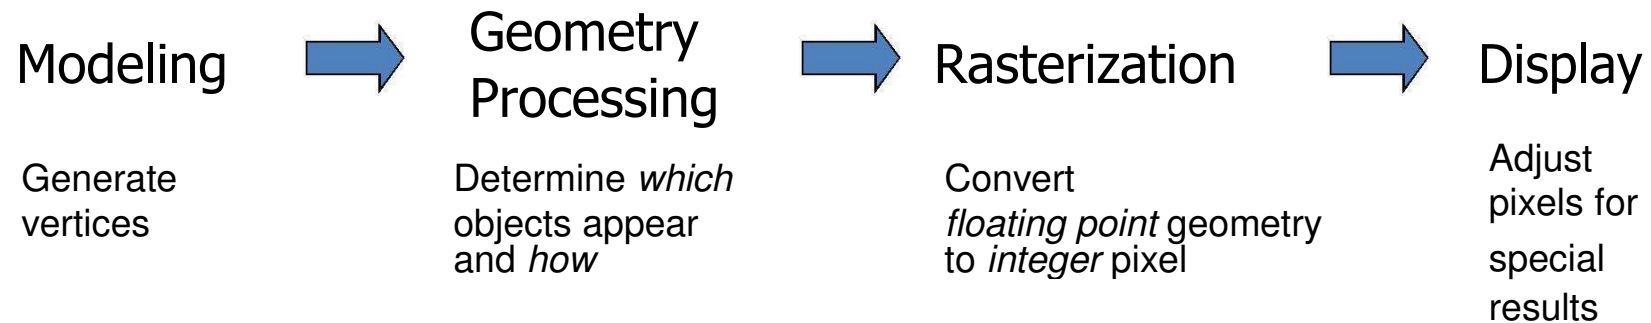 Modeling
Geometry
Processing
Rasterization
Display
Generate
vertices
Determine which
objects appear
and how
Convert
floating point geometry
to integer pixel
Adjust
pixels for
special
results